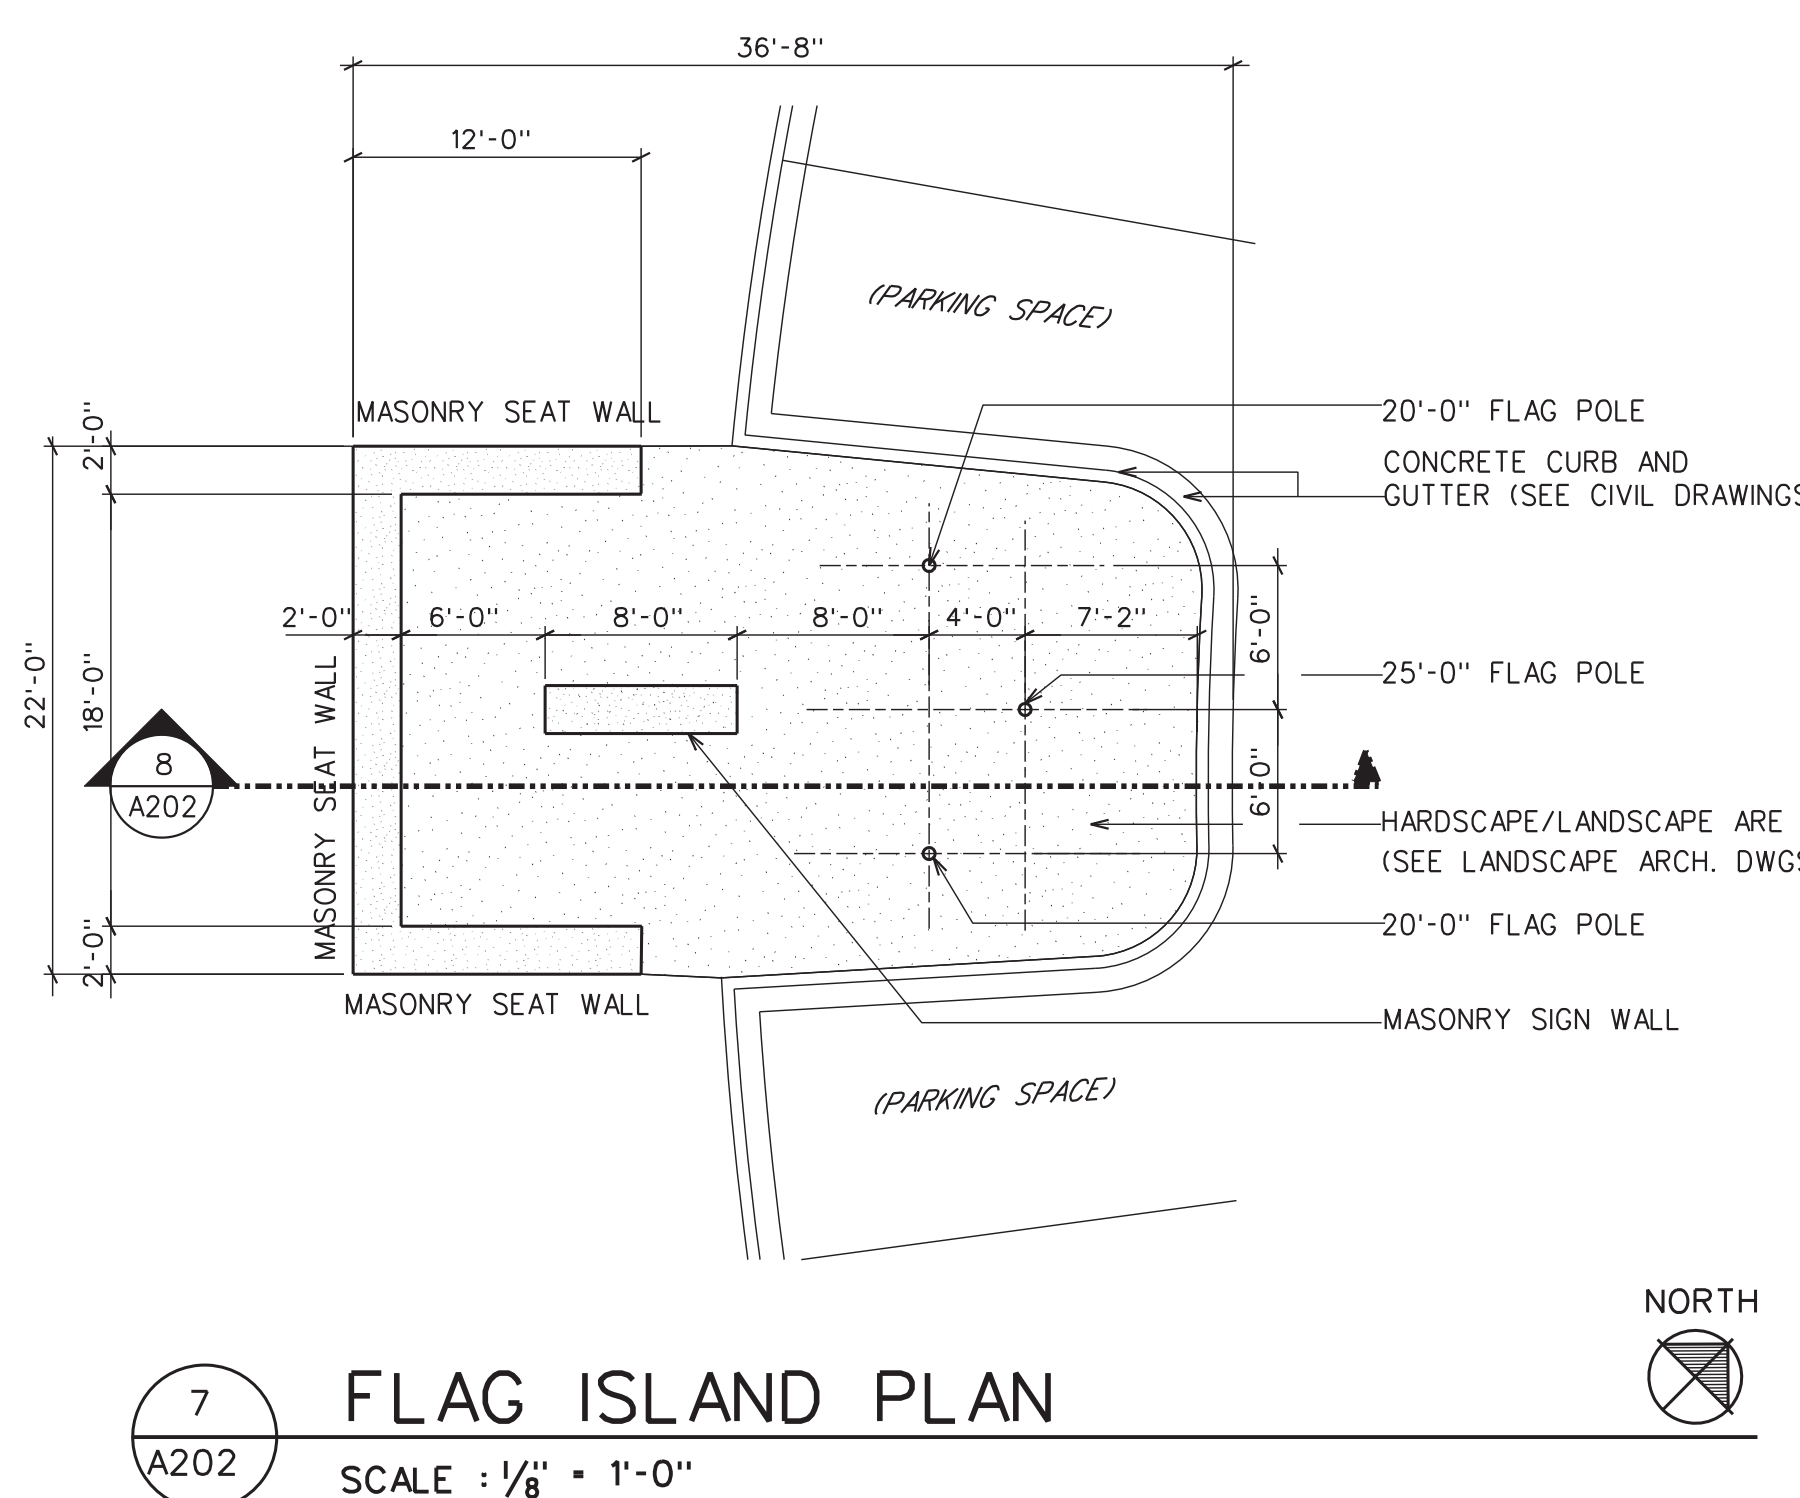 36'-8"
12'-0"
(PARKING SPACE)
MASONRY SEAT WALL
20'-0" FLAG POLE
CONCRETE CURB AND
GUTTER (SEE CIVIL DRAWINGS
2'-0"
22'-0"
18'-0"
2'-0"
MASONRY SEAT WALL
2'-0" 6'-0" 8'-0" 8'-0" 4'-0" 7'-2"
6'-0"
6'-0"
25'-0" FLAG POLE
8
A202
HARDSCAPE/LANDSCAPE ARE
(SEE LANDSCAPE ARCH. DWGS
20'-0" FLAG POLE
MASONRY SEAT WALL
MASONRY SIGN WALL
(PARKING SPACE)
NORTH
7
A202
FLAG ISLAND PLAN
SCALE : 1/8" = 1'-0"